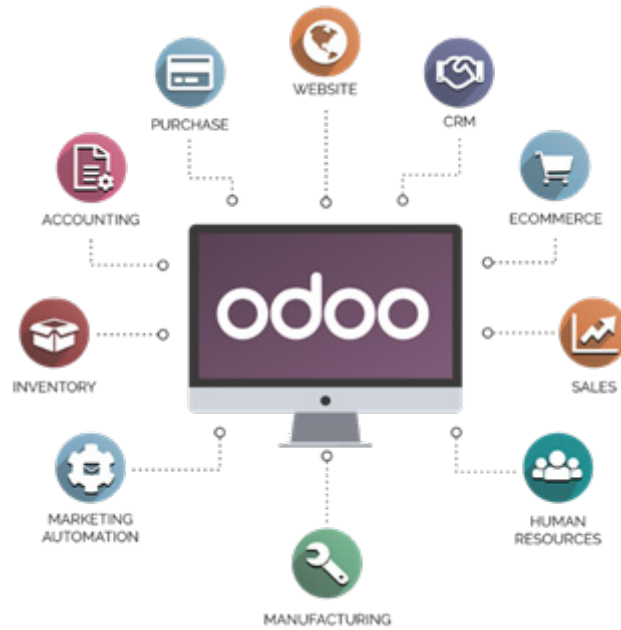 WEBSITE
PURCHASE
CRM
ACCOUNTING
ECOMMERCE
odoo
INVENTORY
SALES
MARKETING
AUTOMATION
HUMAN
RESOURCES
MANUFACTURING